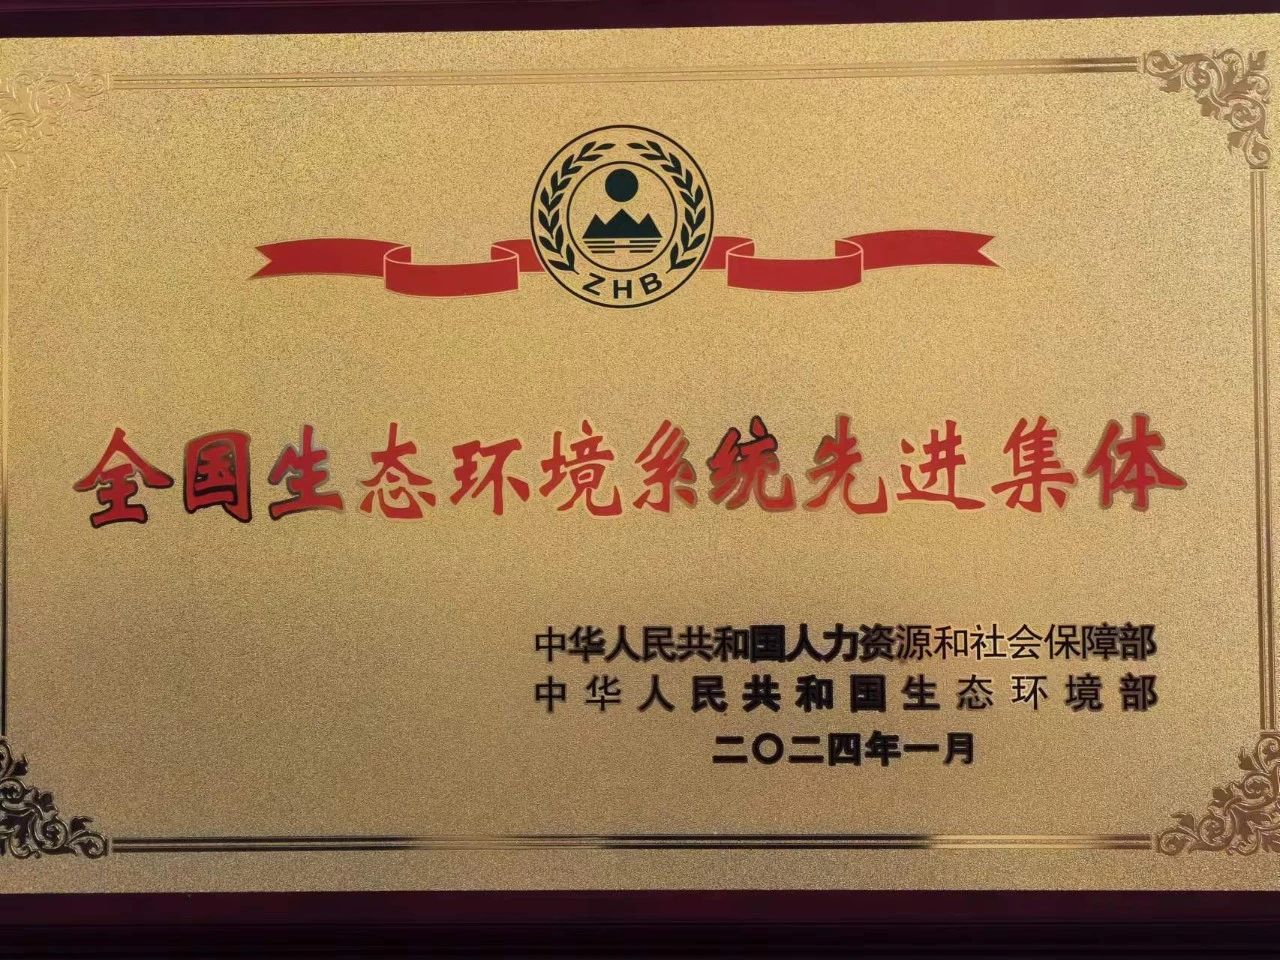 ZHB
全国生态环境系统先进集体
中华人民共和国人力资源和社会保障部
中华人民共和国生态环境部
二〇二四年一月